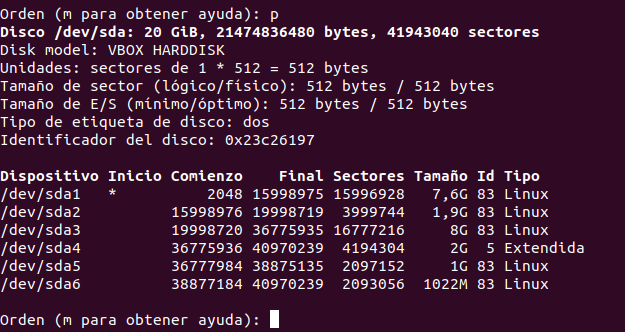 Orden (m para obtener ayuda): p
Disco /dev/sda: 20 GiB, 21474836480 bytes, 41943040 sectores
Disk model: VBOX HARDDISK
Unidades: sectores de 1 * 512 = 512 bytes
Tamaño de sector (lógico/físico): 512 bytes / 512 bytes
Tamaño de E/S (mínimo/óptimo): 512 bytes / 512 bytes
Tipo de etiqueta de disco: dos
Identificador del disco: 0x23c26197
Dispositivo Inicio Comienzo    Final Sectores Tamaño Id Tipo
/dev/sda1   *          2048 15998975 15996928   7,6G 83 Linux
/dev/sda2          15998976 19998719  3999744   1,9G 83 Linux
/dev/sda3          19998720 36775935 16777216     8G 83 Linux
/dev/sda4          36775936 40970239  4194304     2G  5 Extendida
/dev/sda5          36777984 38875135  2097152     1G 83 Linux
/dev/sda6          38877184 40970239  2093056  1022M 83 Linux
Orden (m para obtener ayuda):